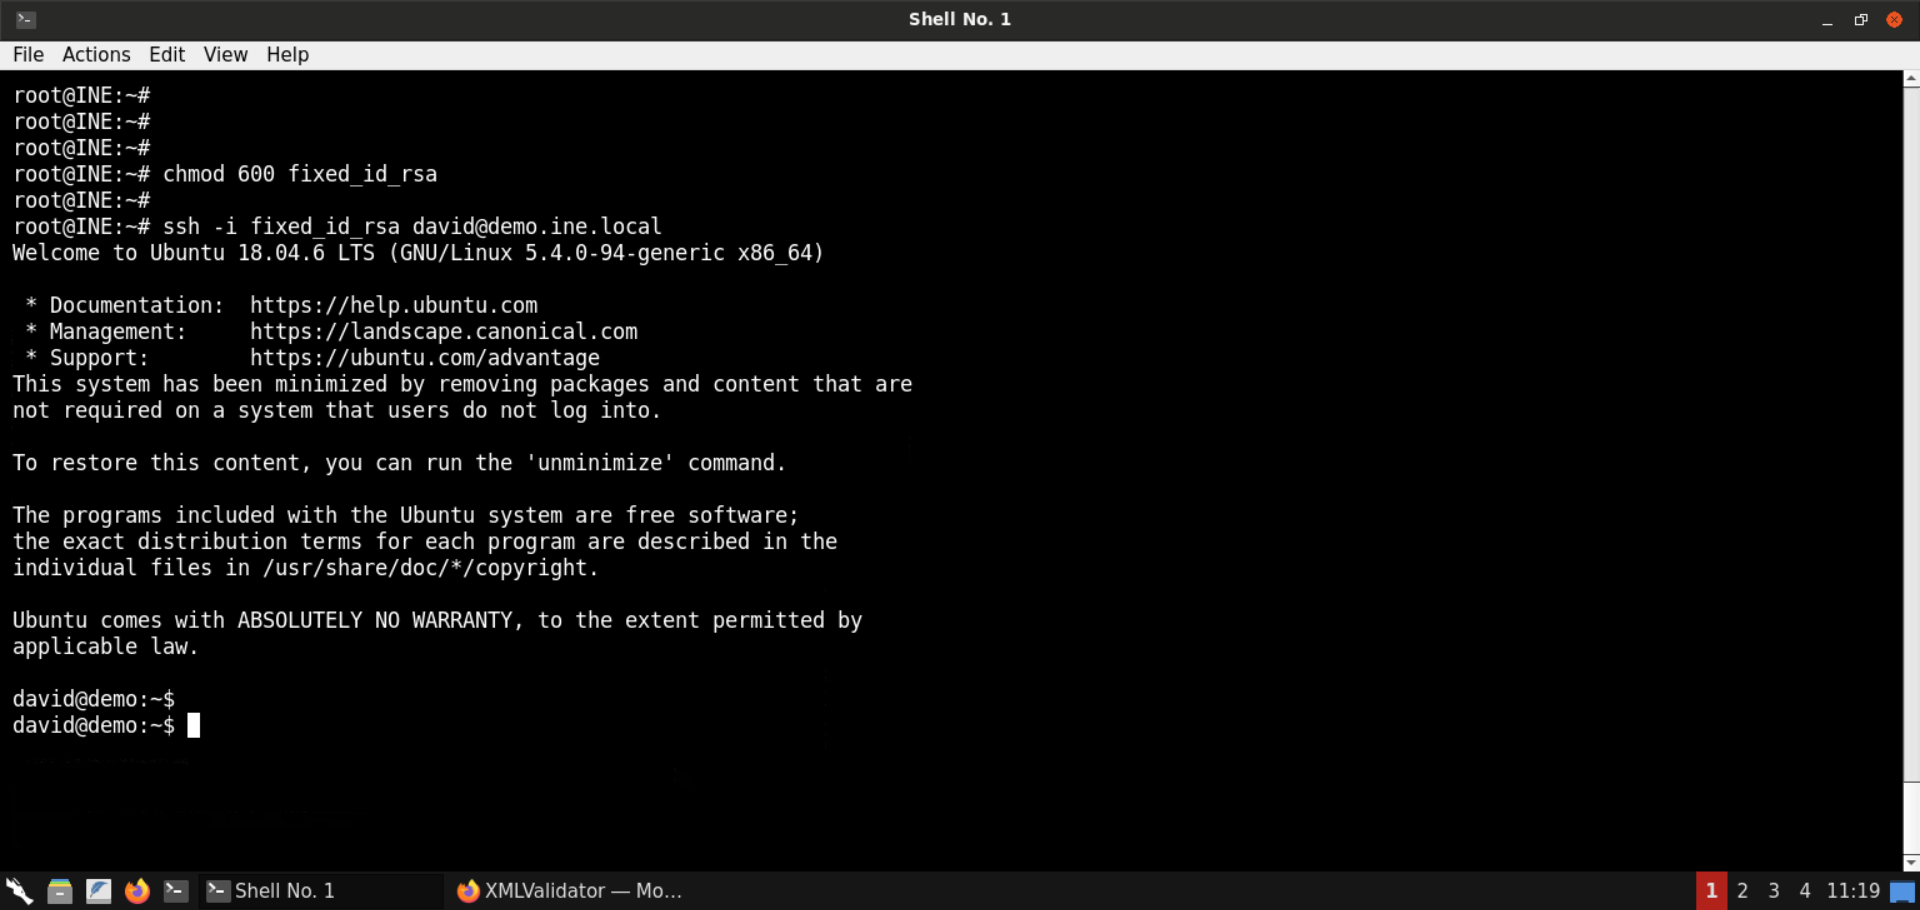 Shell No. 1
File Actions Edit View Help
root@INE:~#
root@INE:~#
root@INE:~#
root@INE:~# chmod 600 fixed_id_rsa
root@INE:~#
root@INE:~# ssh -i fixed_id_rsa david@demo.ine.local
Welcome to Ubuntu 18.04.6 LTS (GNU/Linux 5.4.0-94-generic x86_64)
* Documentation:  https://help.ubuntu.com
* Management:     https://landscape.canonical.com
* Support:        https://ubuntu.com/advantage
This system has been minimized by removing packages and content that are
not required on a system that users do not log into.
To restore this content, you can run the 'unminimize' command.
The programs included with the Ubuntu system are free software;
the exact distribution terms for each program are described in the
individual files in /usr/share/doc/*/copyright.
Ubuntu comes with ABSOLUTELY NO WARRANTY, to the extent permitted by
applicable law.
david@demo:~$
david@demo:~$
Shell No. 1 XMLValidator — Mo... 1 2 3 4 11:19